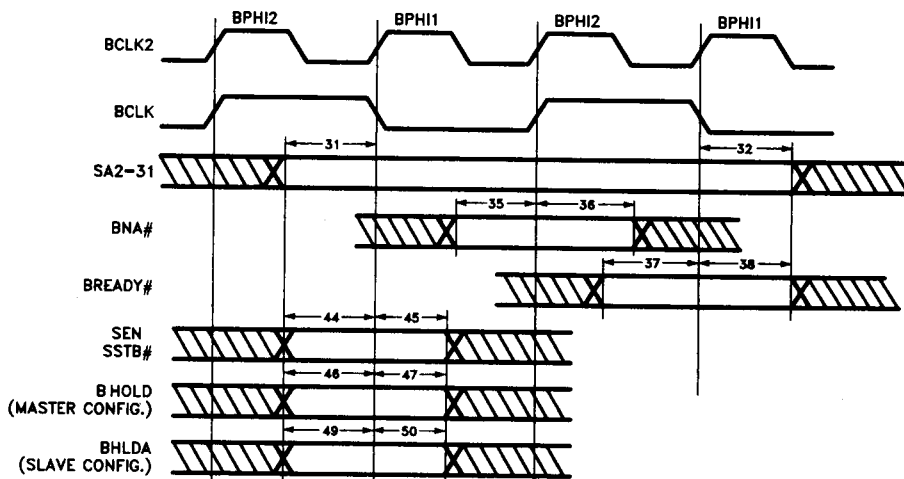 BPHI2 BPHI1 BPHI2 BPHI1
BCLK2
BCLK
31 32
SA2-31
35 36
BNA#
37 38
BREADY#
44 45
SEN
SSTB#
46 47
BHOLD
(MASTER CONFIG.)
49 50
BHLDA
(SLAVE CONFIG.)